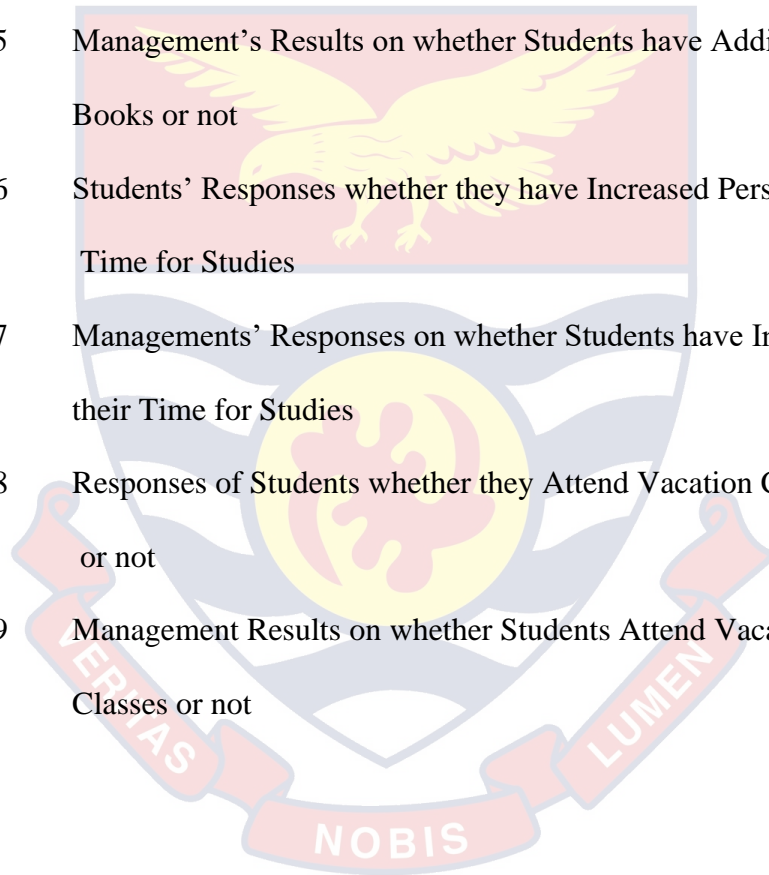 5 Management’s Results on whether Students have Addi
Books or not
6 Students’ Responses whether they have Increased Pers
Time for Studies
7 Managements’ Responses on whether Students have In
their Time for Studies
8 Responses of Students whether they Attend Vacation C
or not
9 Management Results on whether Students Attend Vaca
Classes or not
VERITAS
NOBIS
LUMEN